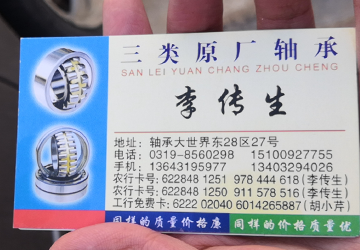 三类原厂轴承
SAN LEI YUAN CHANG ZHOU CHENG
李传生
地址：轴承大世界东28区27号
电话：0319-8560298 15100927755
手机：13643195977 13403294026
农行卡号：622848 1251 978 444 618(李传生)
农行卡号：622848 1250 911578 516(李传生)
工行免费卡号：6222 02040 6014265887(胡小芹)
同样的质量价格廉 同样的价格质量优